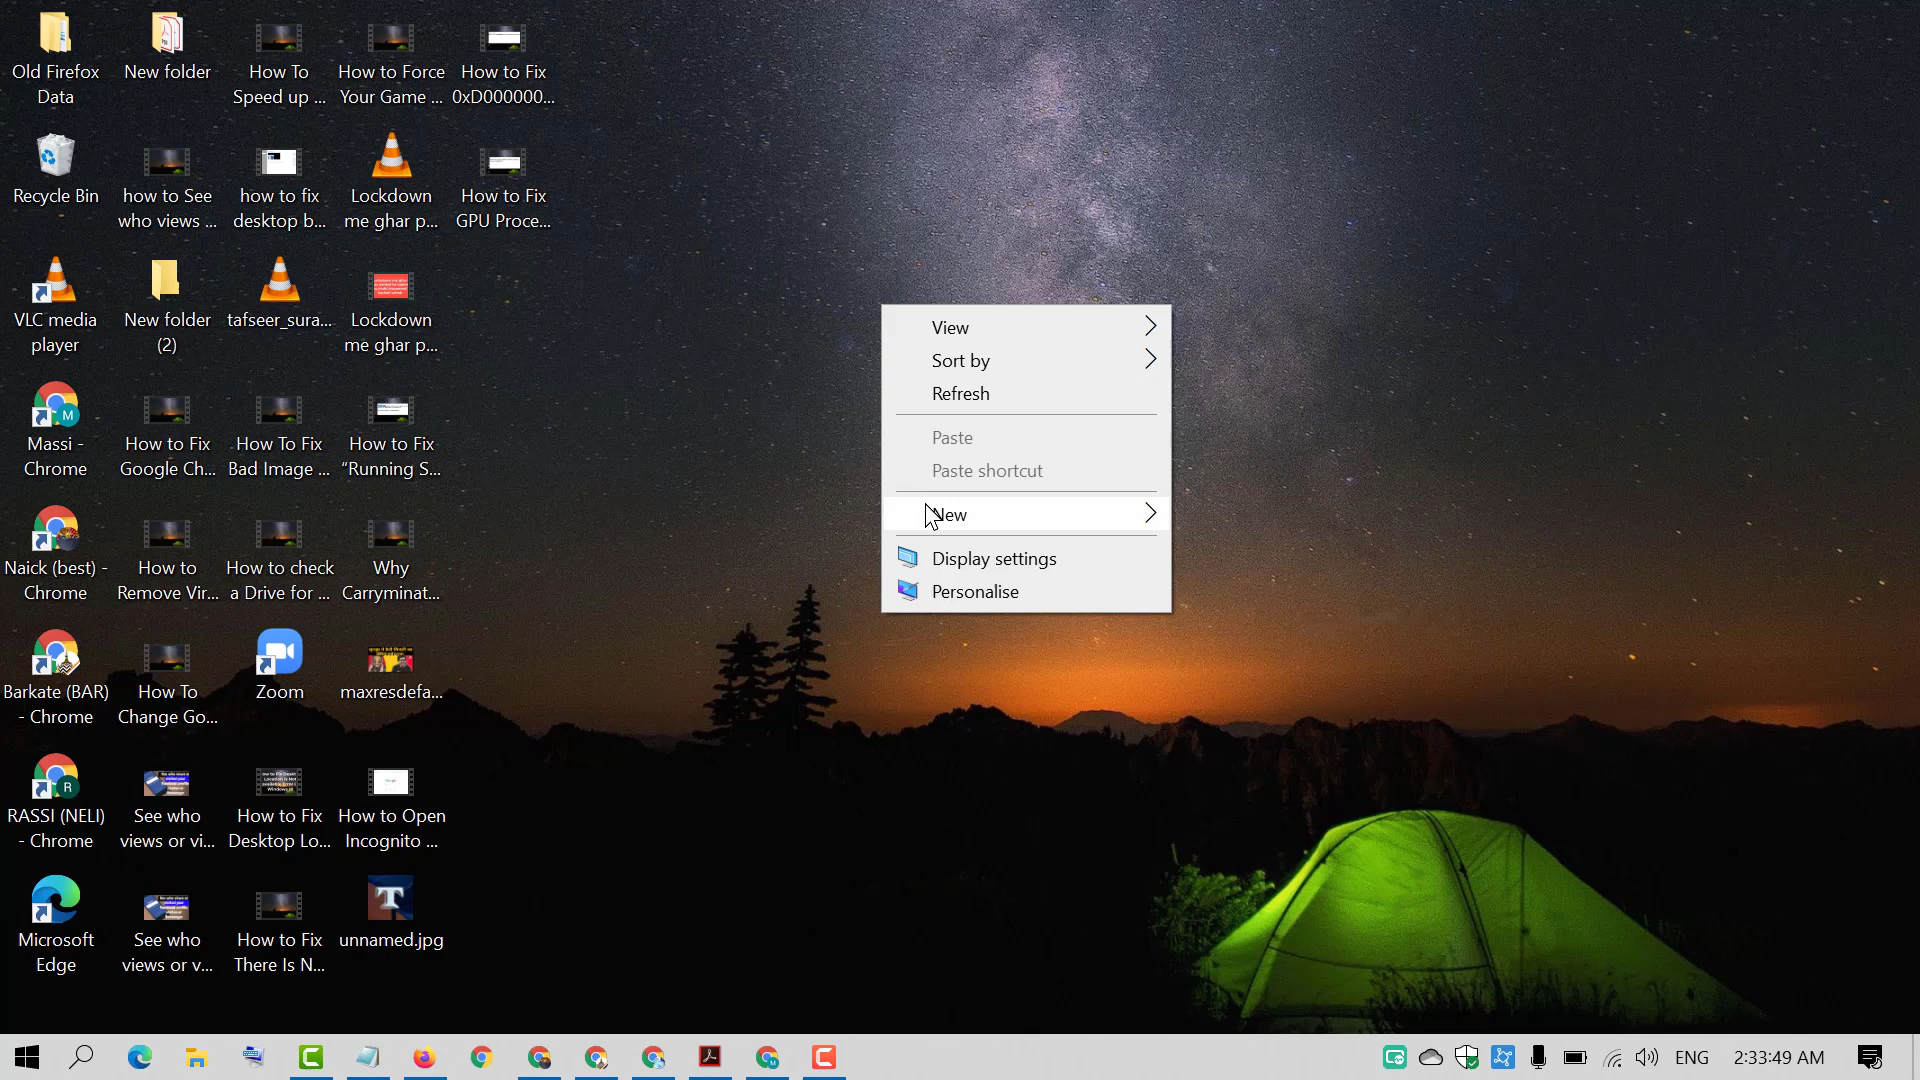 Old Firefox
Data
New folder
How To
Speed up ...
How to Force
Your Game ...
How to Fix
0xD000000...
Recycle Bin
how to See
who views ...
how to fix
desktop b...
Lockdown
me ghar p...
How to Fix
GPU Proce...
VLC media
player
New folder
(2)
tafseer_sura...
Lockdown
me ghar p...
Massi -
Chrome
How to Fix
Google Ch...
How To Fix
Bad Image ...
How to Fix
“Running S...
Naick (best) -
Chrome
How to
Remove Vir...
How to check
a Drive for ...
Why
Carryminat...
Barkate (BAR)
- Chrome
How To
Change Go...
Zoom
maxresdefa...
RASSI (NELI)
- Chrome
See who
views or vi...
How to Fix
Desktop Lo...
How to Open
Incognito ...
Microsoft
Edge
See who
views or v...
How to Fix
There Is N...
unnamed.jpg
View
Sort by
Refresh
Paste
Paste shortcut
New
Display settings
Personalise
ENG
2:33:49 AM